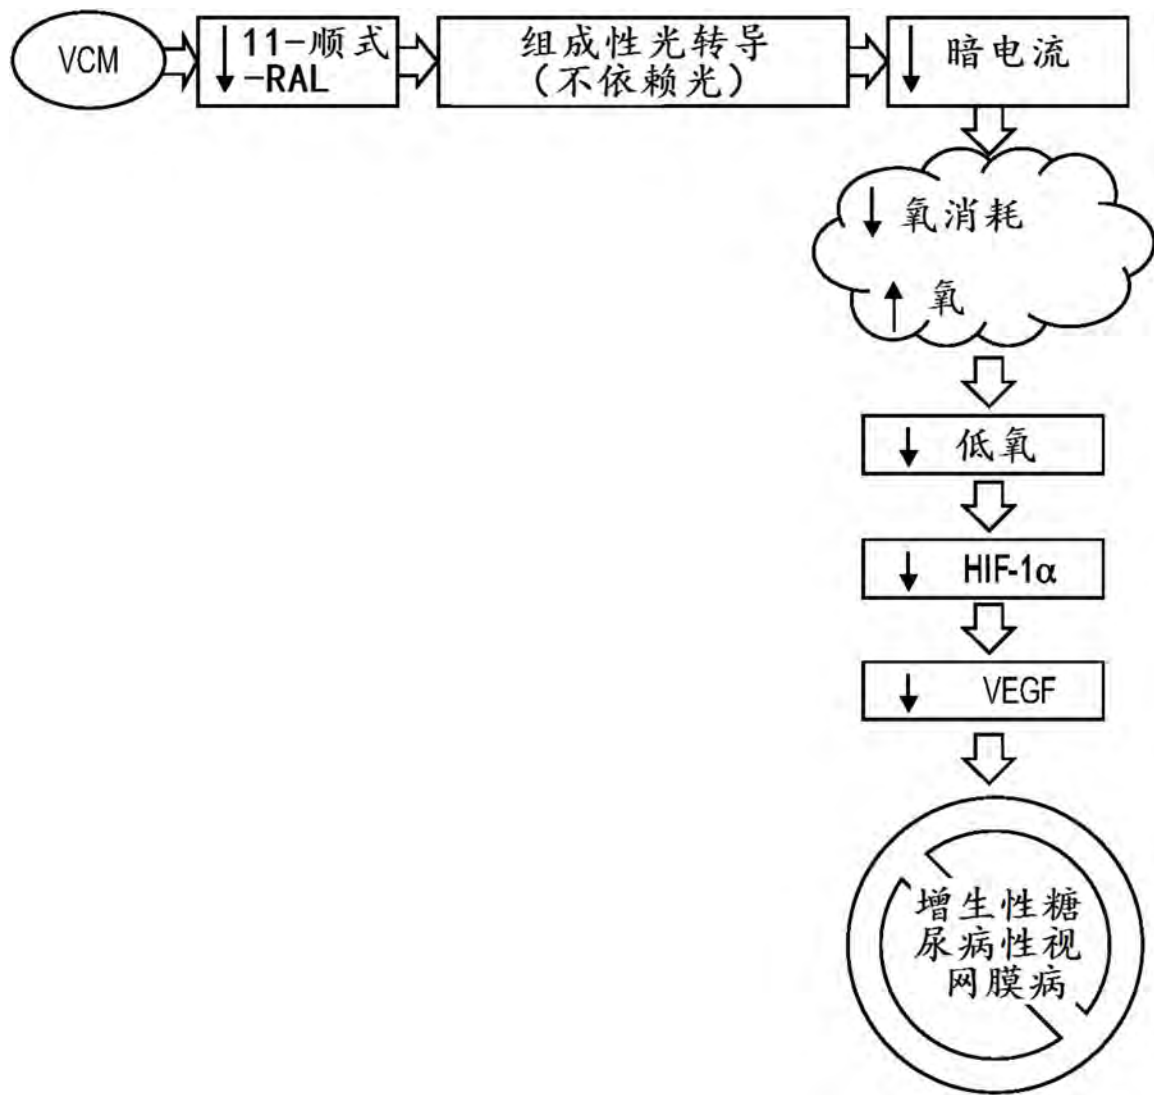 VCM
↓ 11-顺式
-RAL
组成性光转导
(不依赖光)
↓ 暗电流
↓ 氧消耗
↑ 氧
↓ 低氧
↓ HIF-1α
↓ VEGF
增生性糖
尿病性视
网膜病